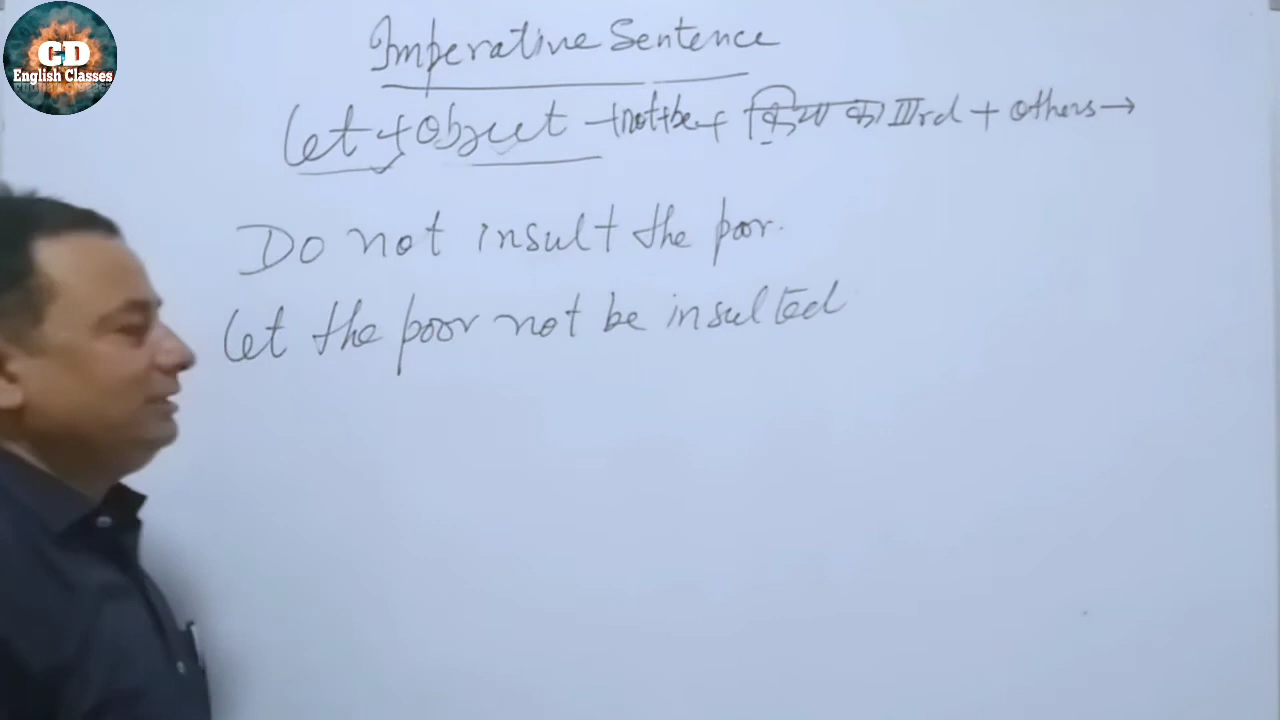 CD
English Classes
Imperative Sentence
Let + Object + not + be + क्रिया का IIIrd + Others →
Do not insult the poor.
Let the poor not be insulted